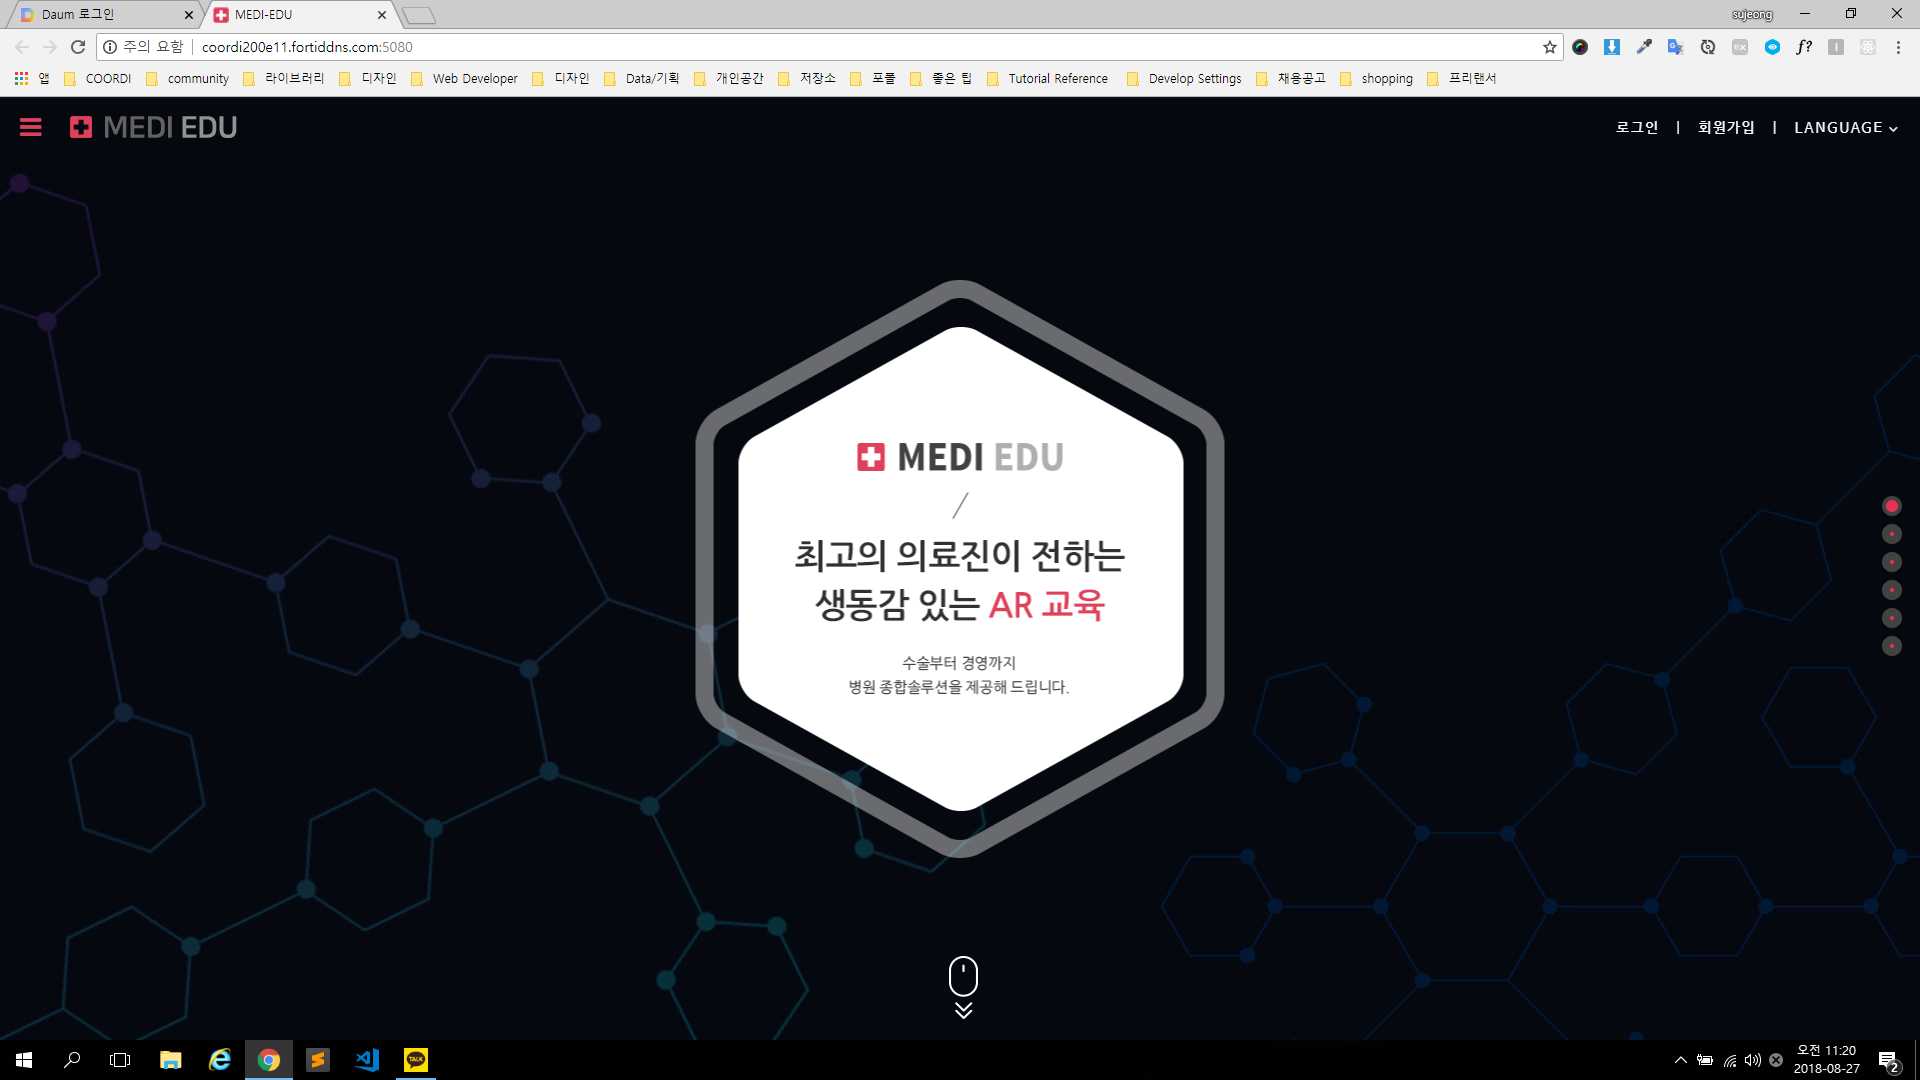 Daum 로그인
MEDI-EDU
sujeong
주의 요함
coordi200e11.fortiddns.com:5080
앱
COORDI
community
라이브러리
디자인
Web Developer
디자인
Data/기획
개인공간
저장소
포폴
좋은 팁
Tutorial Reference
Develop Settings
채용공고
shopping
프리랜서
MEDI EDU
로그인 | 회원가입 | LANGUAGE
MEDI EDU
/
최고의 의료진이 전하는
생동감 있는 AR 교육
수술부터 경영까지
병원 종합솔루션을 제공해 드립니다.
TALK
오전 11:20
2018-08-27
2